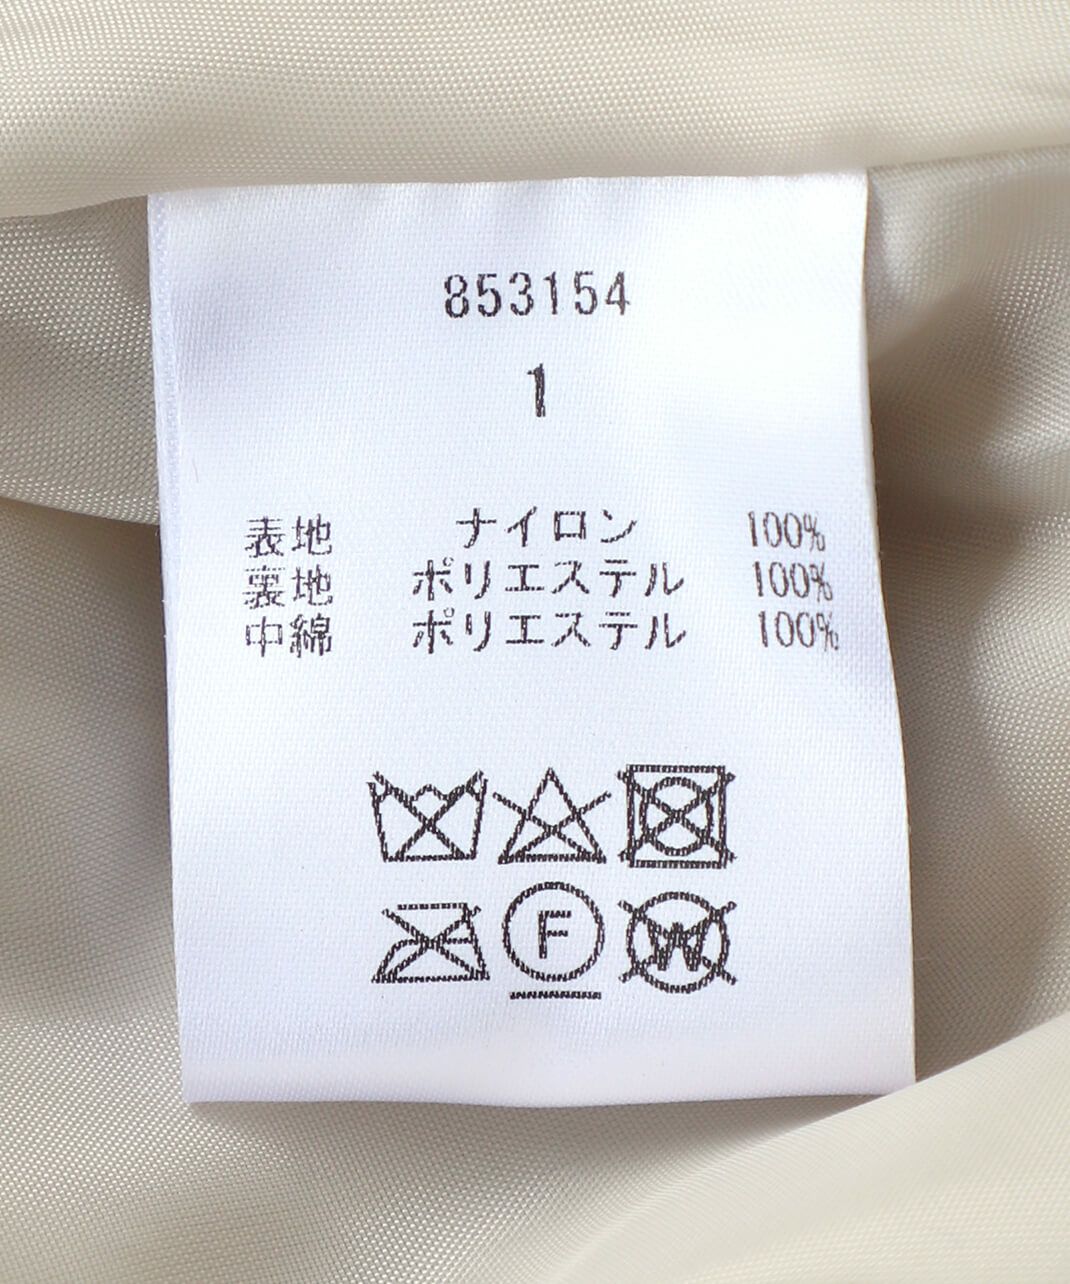 853154
1
表地 ナイロン 100%
裏地 ポリエステル 100%
中綿 ポリエステル 100%
F
W